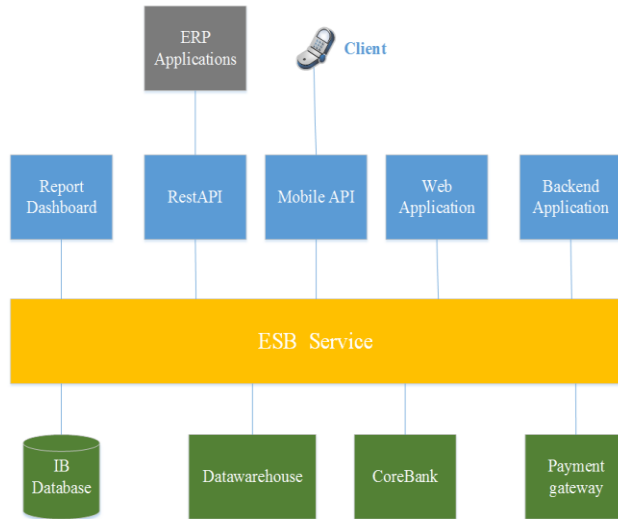 ERP
Applications
Client
Report
Dashboard
RestAPI
Mobile API
Web
Application
Backend
Application
ESB Service
IB
Database
Datawarehouse
CoreBank
Payment
gateway